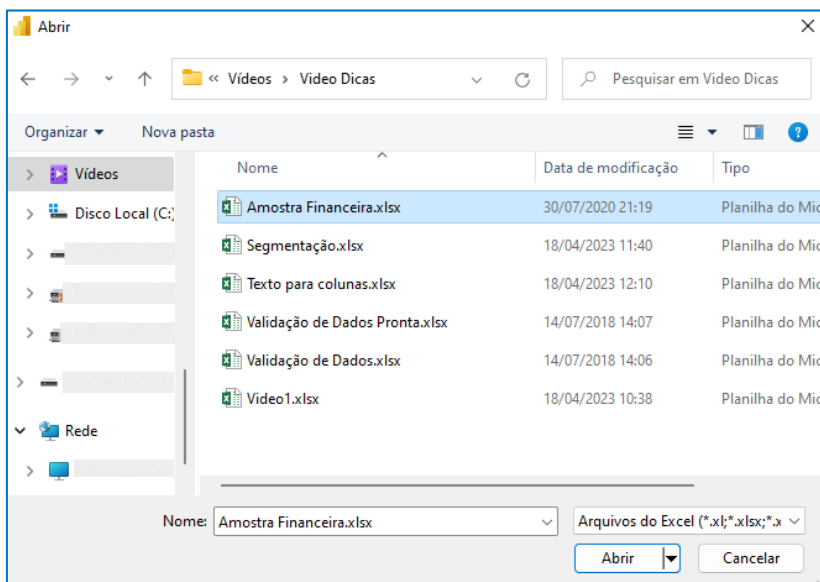 Abrir
« Vídeos > Video Dicas
Pesquisar em Video Dicas
Organizar
Nova pasta
Nome
Data de modificação
Tipo
Vídeos
Disco Local (C:)
Rede
Amostra Financeira.xlsx 30/07/2020 21:19 Planilha do Mic
Segmentação.xlsx 18/04/2023 11:40 Planilha do Mic
Texto para colunas.xlsx 18/04/2023 12:10 Planilha do Mic
Validação de Dados Pronta.xlsx 14/07/2018 14:07 Planilha do Mic
Validação de Dados.xlsx 14/07/2018 14:06 Planilha do Mic
Video1.xlsx 18/04/2023 10:38 Planilha do Mic
Nome: Amostra Financeira.xlsx
Arquivos do Excel (*.xl;*.xlsx;*.x
Abrir
Cancelar